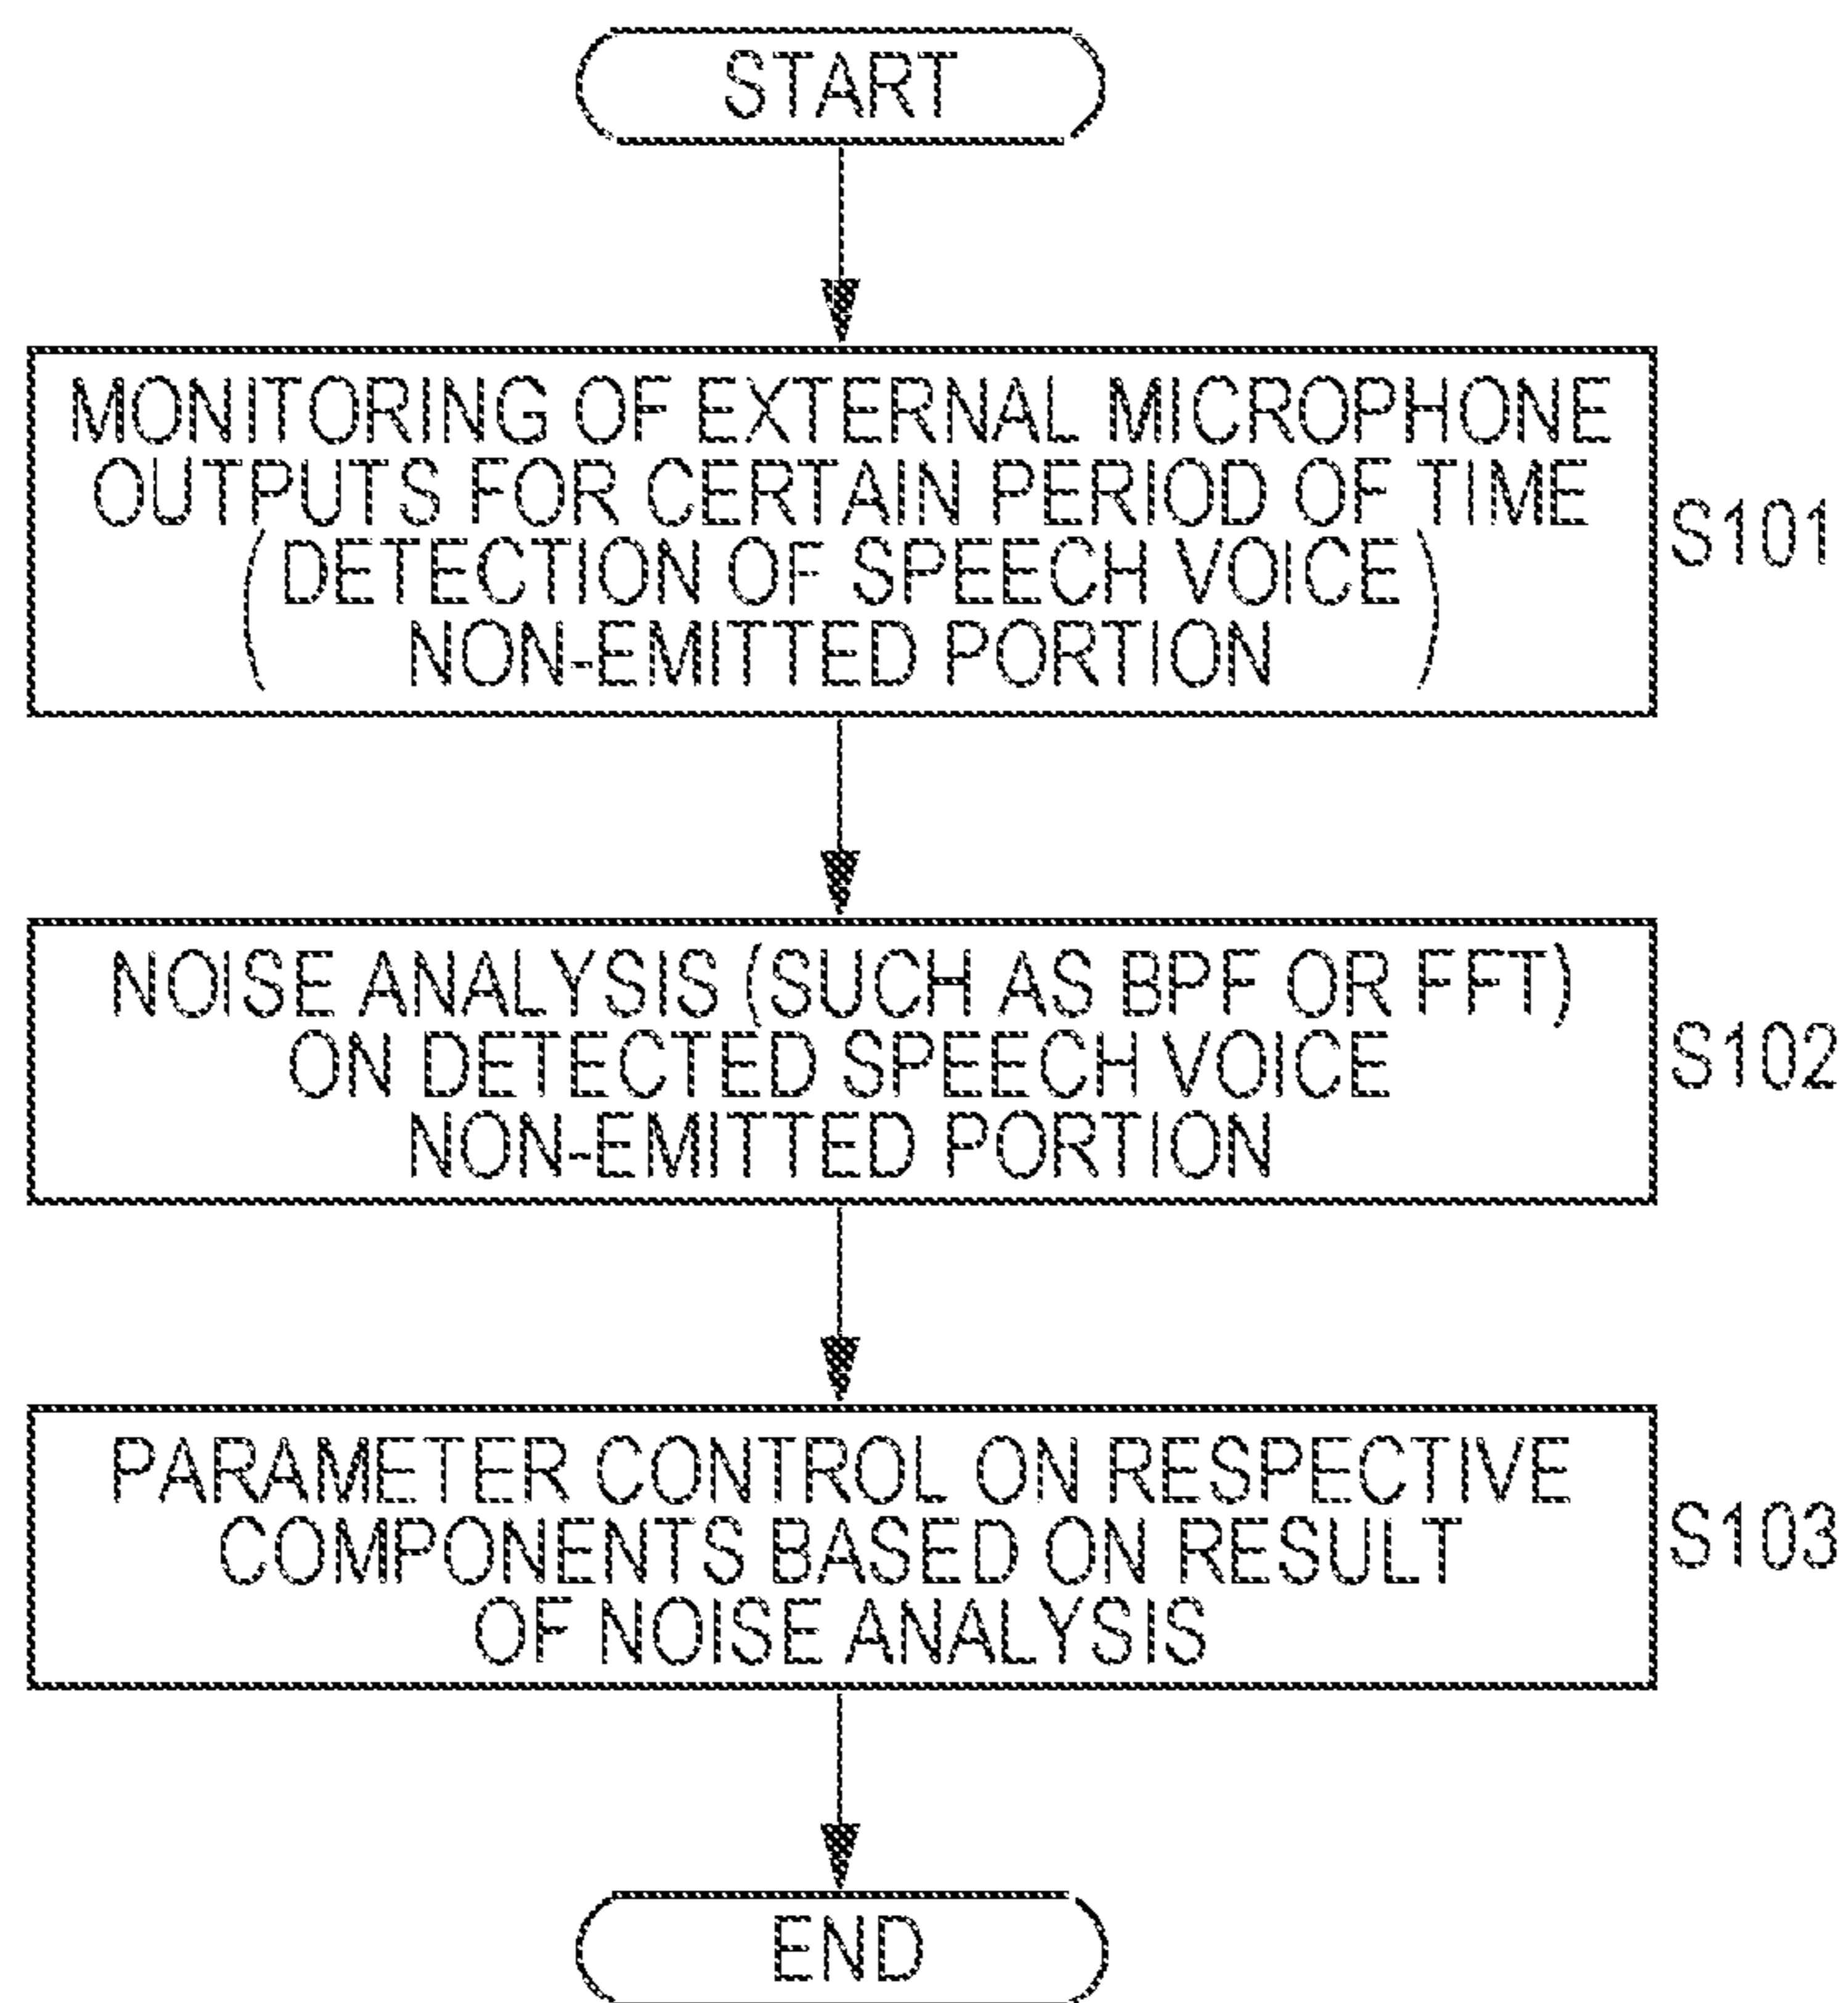 START
MONITORING OF EXTERNAL MICROPHONE
OUTPUTS FOR CERTAIN PERIOD OF TIME
(DETECTION OF SPEECH VOICE
NON-EMITTED PORTION)
S101
NOISE ANALYSIS (SUCH AS BPF OR FFT)
ON DETECTED SPEECH VOICE
NON-EMITTED PORTION
S102
PARAMETER CONTROL ON RESPECTIVE
COMPONENTS BASED ON RESULT
OF NOISE ANALYSIS
S103
END